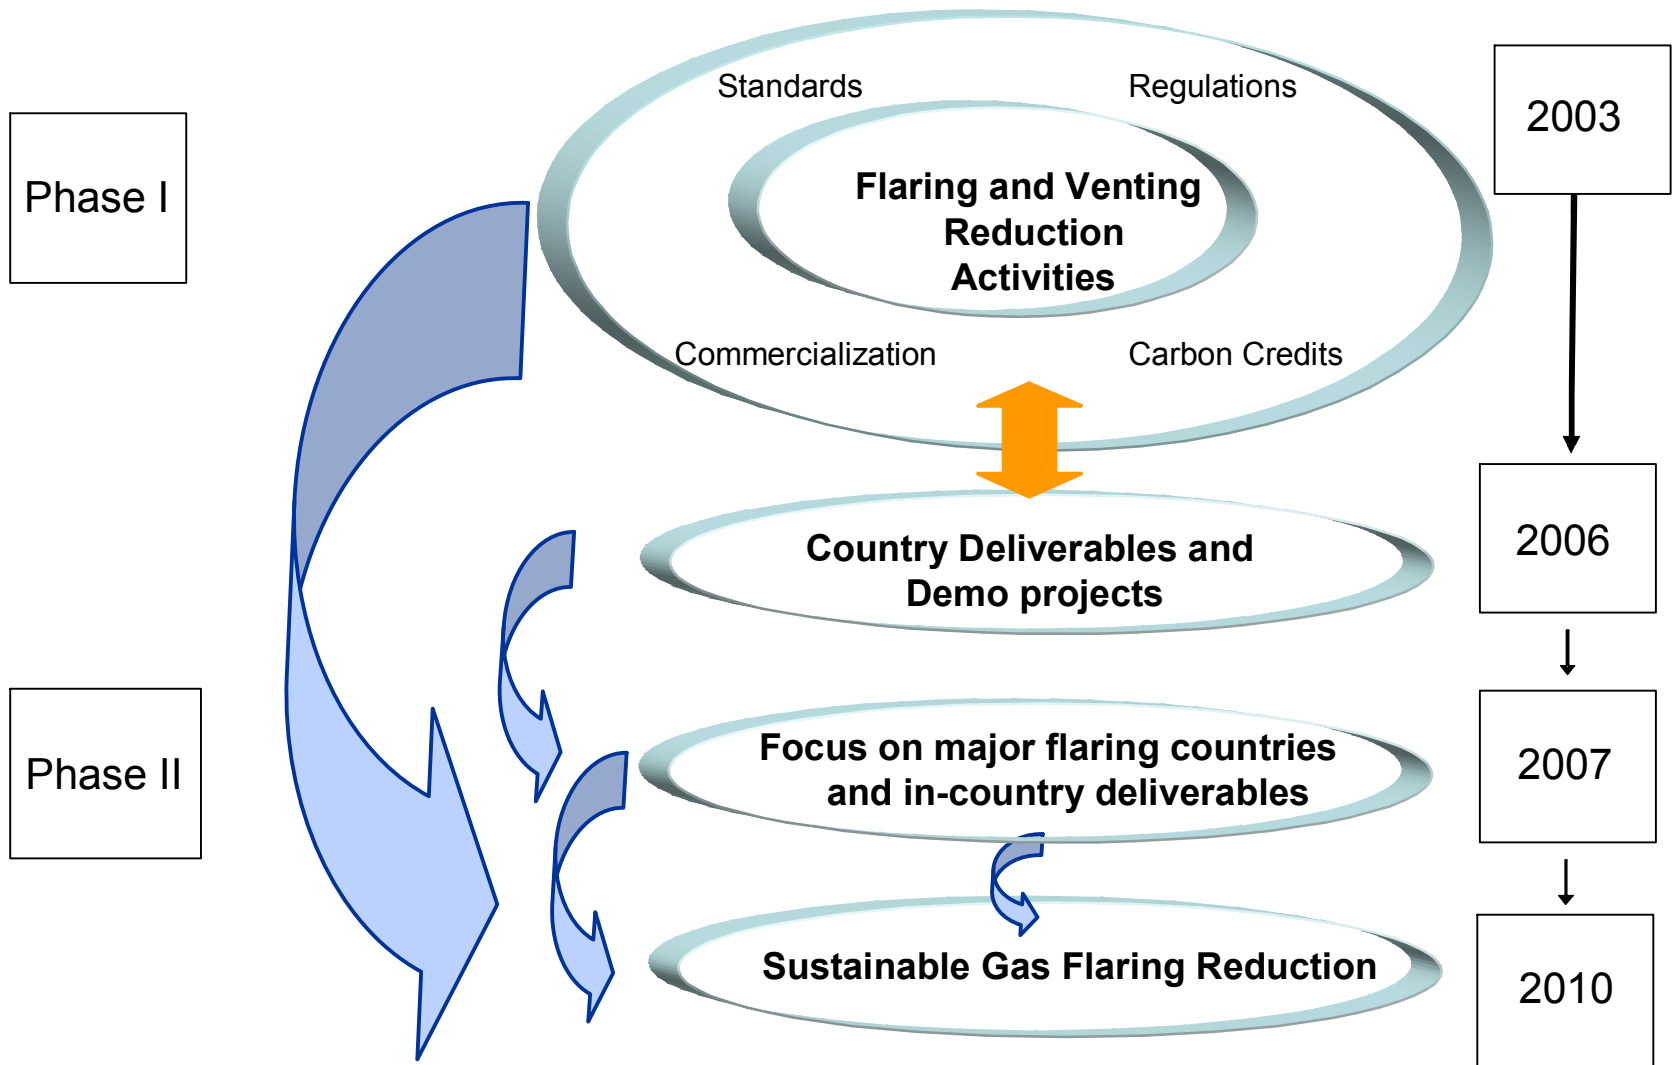 Standards
Regulations
2003
Phase I
Flaring and Venting
Reduction
Activities
Commercialization
Carbon Credits
Country Deliverables and
Demo projects
2006
Phase II
Focus on major flaring countries
and in-country deliverables
2007
Sustainable Gas Flaring Reduction
2010